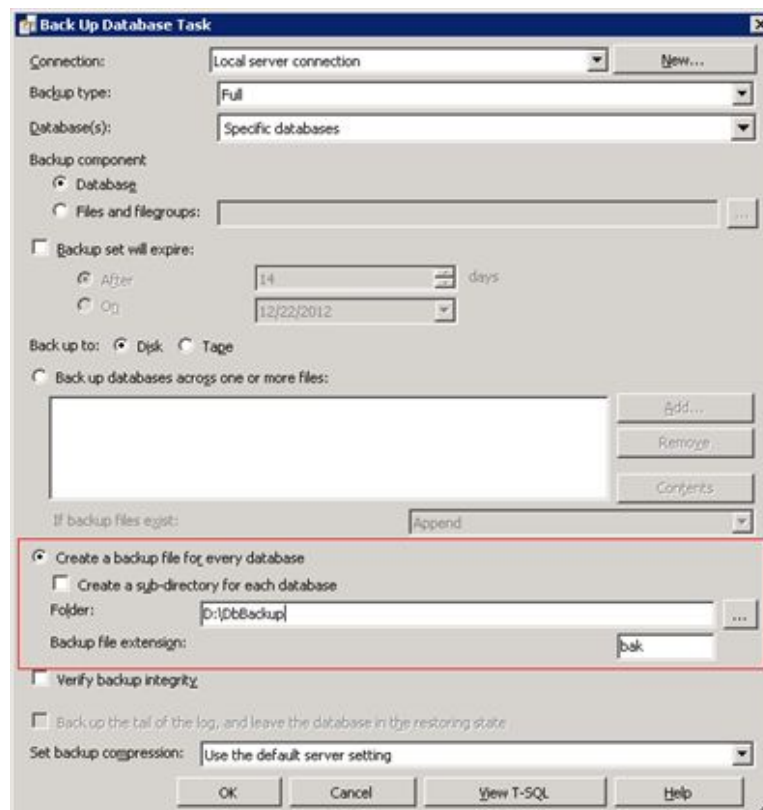 Back Up Database Task
Connection: Local server connection New...
Backup type: Full
Database(s): Specific databases
Backup component
Database
Files and filegroups: ...
Backup set will expire:
After 14 days
On 12/22/2012
Back up to: Disk Tape
Back up databases across one or more files:
Add...
Remove
Contents
If backup files exist: Append
Create a backup file for every database
Create a sub-directory for each database
Folder: D:\DbBackup ...
Backup file extension: bak
Verify backup integrity
Back up the tail of the log, and leave the database in the restoring state
Set backup compression: Use the default server setting
OK Cancel View T-SQL Help